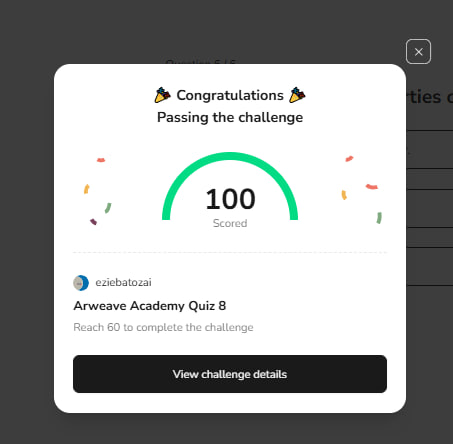 Question 6 / 6
Congratulations
Passing the challenge
100
Scored
eziebatozai
Arweave Academy Quiz 8
Reach 60 to complete the challenge
View challenge details